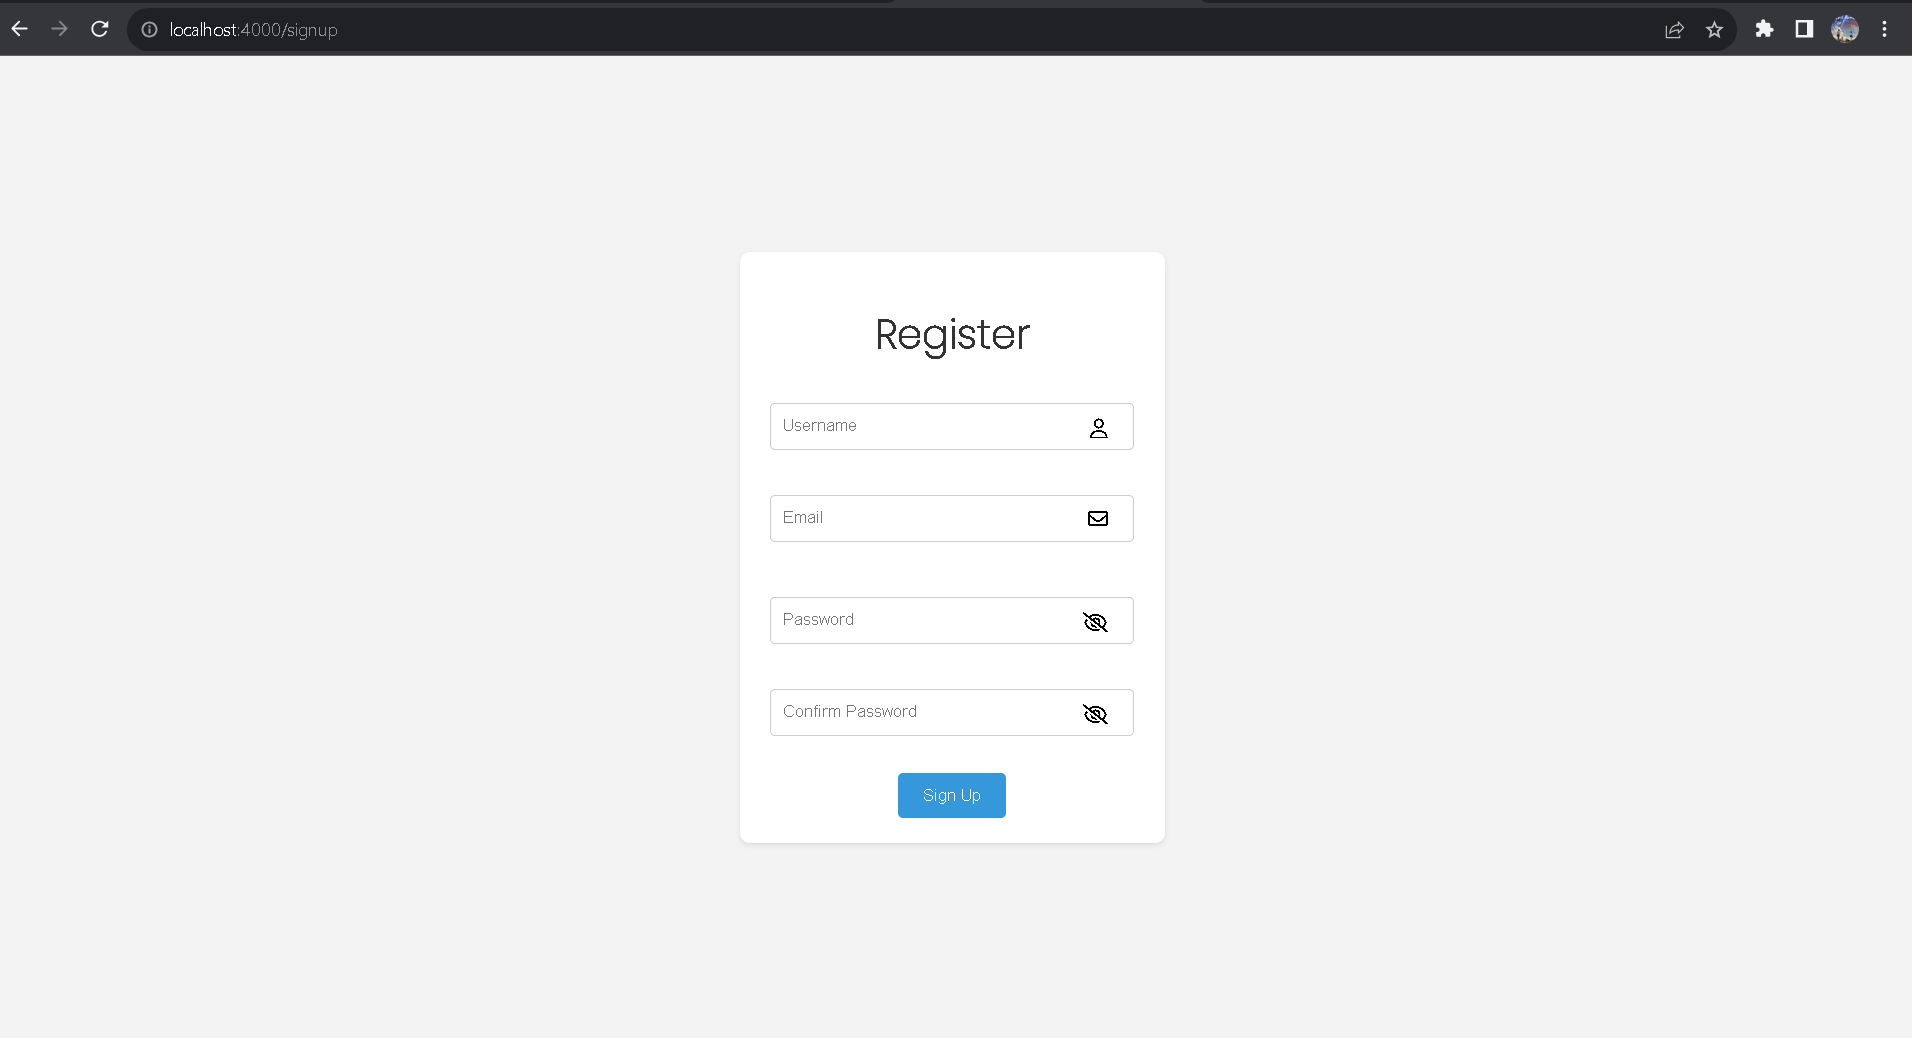 localhost:4000/signup
Register
Username
Email
Password
Confirm Password
Sign Up